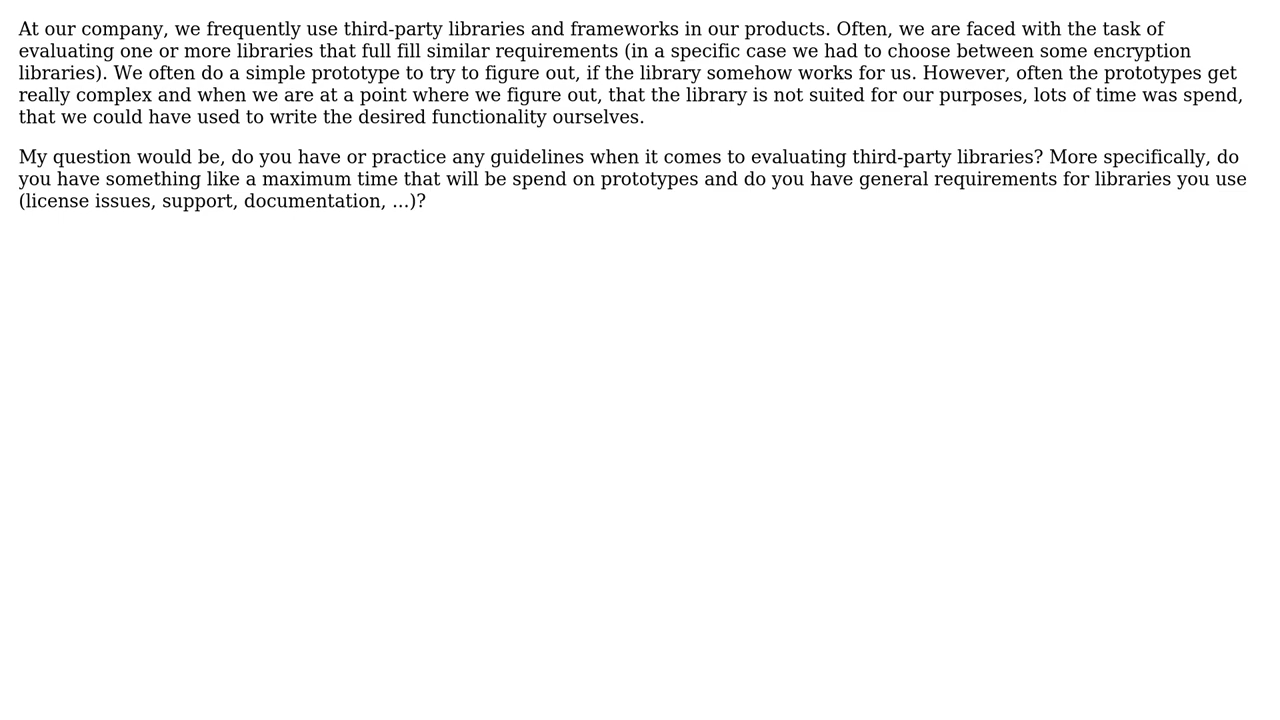 At our company, we frequently use third-party libraries and frameworks in our products. Often, we are faced with the task of
evaluating one or more libraries that full fill similar requirements (in a specific case we had to choose between some encryption
libraries). We often do a simple prototype to try to figure out, if the library somehow works for us. However, often the prototypes get
really complex and when we are at a point where we figure out, that the library is not suited for our purposes, lots of time was spend,
that we could have used to write the desired functionality ourselves.
My question would be, do you have or practice any guidelines when it comes to evaluating third-party libraries? More specifically, do
you have something like a maximum time that will be spend on prototypes and do you have general requirements for libraries you use
(license issues, support, documentation, ...)?